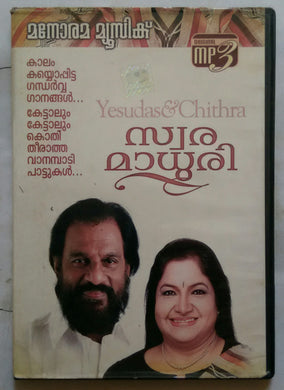 മനോരമ മ്യൂസിക്
MP3
കാലം
കയ്യൊപ്പിട്ട
ഗന്ധർവ്വ
ഗാനങ്ങൾ...
കേട്ടാലും
കേട്ടാലും
കൊതി
തീരാത്ത
വാനമ്പാടി
പാട്ടുകൾ...
Yesudas & Chithra
സ്വര
മാധുരി